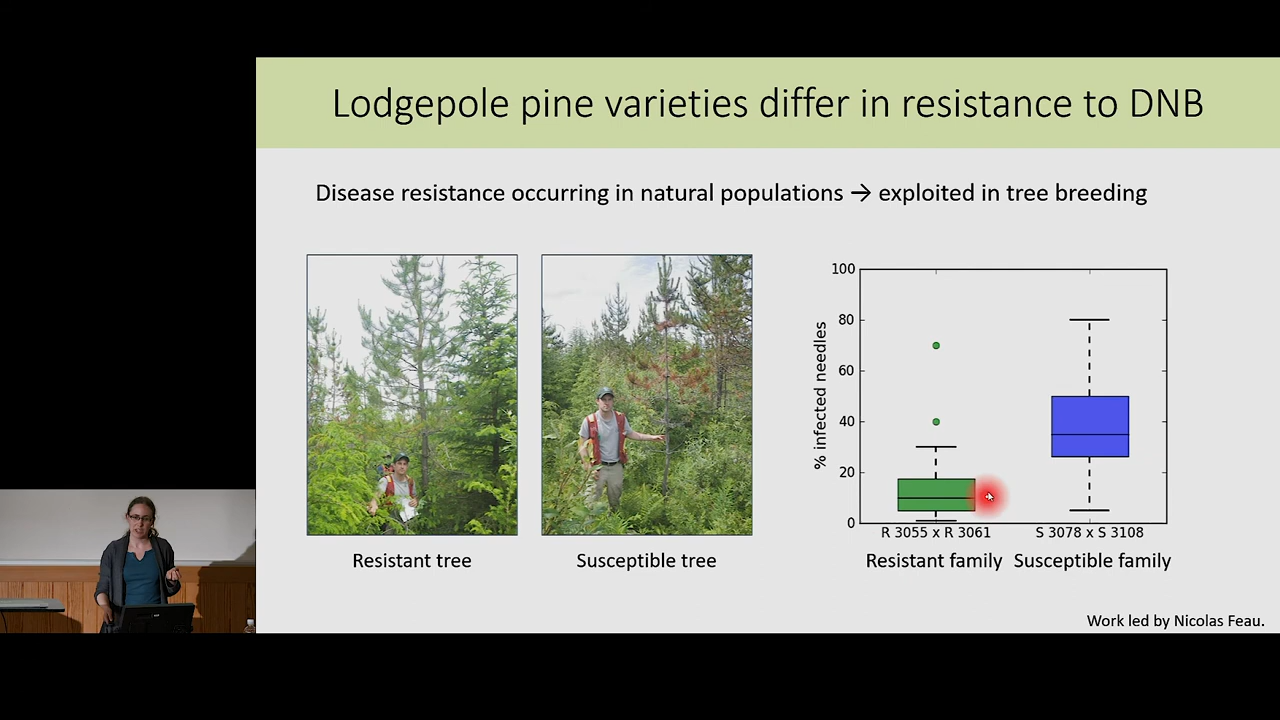 Lodgepole pine varieties differ in resistance to DNB
Disease resistance occurring in natural populations → exploited in tree breeding
100
80
60
40
20
0
% infected needles
R 3055 x R 3061
S 3078 x S 3108
Resistant tree
Susceptible tree
Resistant family
Susceptible family
Work led by Nicolas Feau.